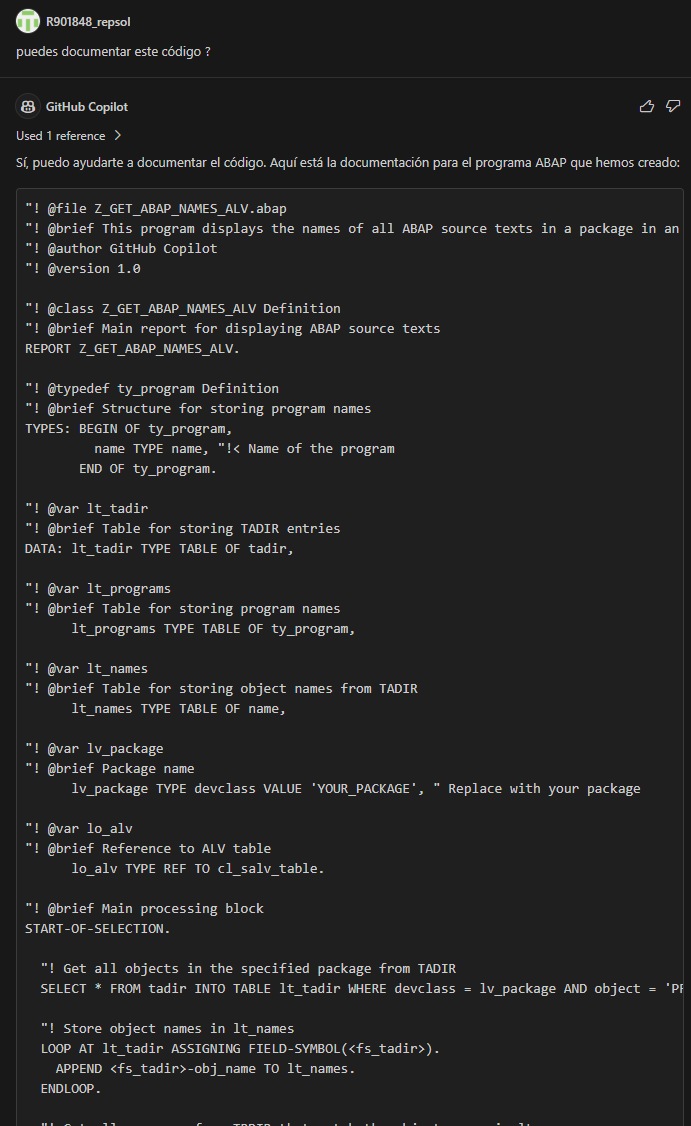 R901848_repsol
puedes documentar este código ?
GitHub Copilot
Used 1 reference >
Sí, puedo ayudarte a documentar el código. Aquí está la documentación para el programa ABAP que hemos creado:
"! @file Z_GET_ABAP_NAMES_ALV.abap
"! @brief This program displays the names of all ABAP source texts in a package in an
"! @author GitHub Copilot
"! @version 1.0
"! @class Z_GET_ABAP_NAMES_ALV Definition
"! @brief Main report for displaying ABAP source texts
REPORT Z_GET_ABAP_NAMES_ALV.
"! @typedef ty_program Definition
"! @brief Structure for storing program names
TYPES: BEGIN OF ty_program,
name TYPE name, "!< Name of the program
END OF ty_program.
"! @var lt_tadir
"! @brief Table for storing TADIR entries
DATA: lt_tadir TYPE TABLE OF tadir,
"! @var lt_programs
"! @brief Table for storing program names
lt_programs TYPE TABLE OF ty_program,
"! @var lt_names
"! @brief Table for storing object names from TADIR
lt_names TYPE TABLE OF name,
"! @var lv_package
"! @brief Package name
lv_package TYPE devclass VALUE 'YOUR_PACKAGE', " Replace with your package
"! @var lo_alv
"! @brief Reference to ALV table
lo_alv TYPE REF TO cl_salv_table.
"! @brief Main processing block
START-OF-SELECTION.
"! Get all objects in the specified package from TADIR
SELECT * FROM tadir INTO TABLE lt_tadir WHERE devclass = lv_package AND object = 'P
"! Store object names in lt_names
LOOP AT lt_tadir ASSIGNING FIELD-SYMBOL(<fs_tadir>).
APPEND <fs_tadir>-obj_name TO lt_names.
ENDLOOP.